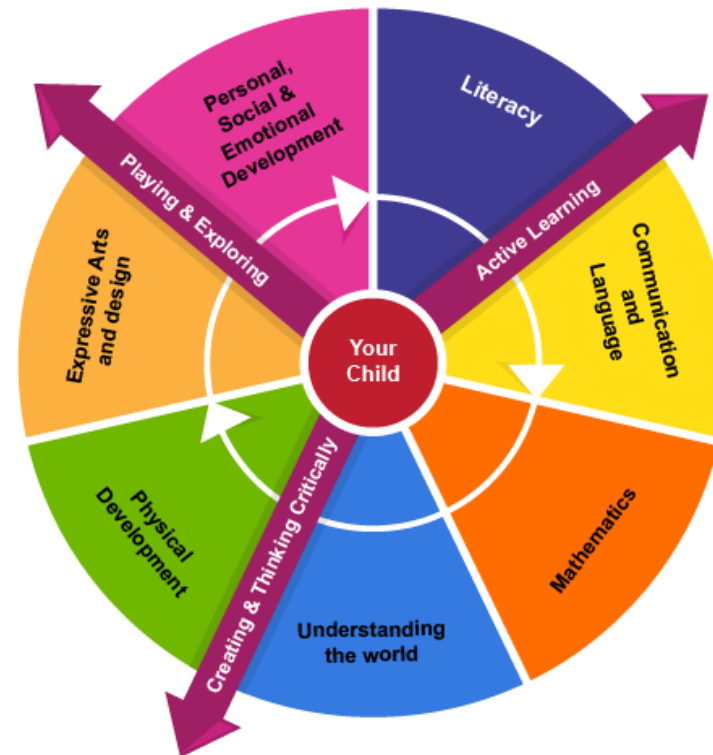 Personal,
Social &
Emotional
Development
Literacy
Playing & Exploring
Active Learning
Expressive Arts
and design
Communication
and
Language
Your
Child
Physical
Development
Creating & Thinking Critically
Mathematics
Understanding
the world